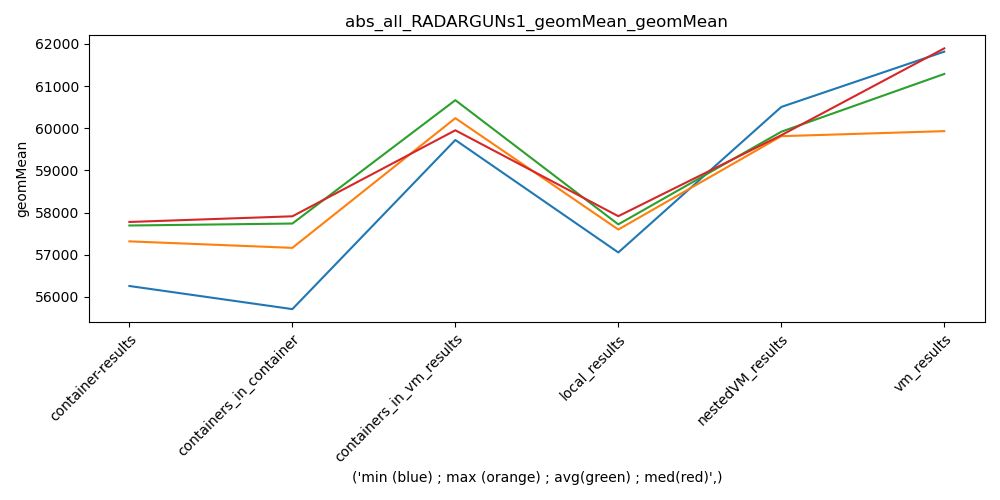 abs_all_RADARGUNs1_geomMean_geomMean
62000
61000
60000
59000
58000
57000
56000
geomMean
container-results
containers_in_container
containers_in_vm_results
local_results
nestedVM_results
vm_results
('min (blue) ; max (orange) ; avg(green) ; med(red)',)